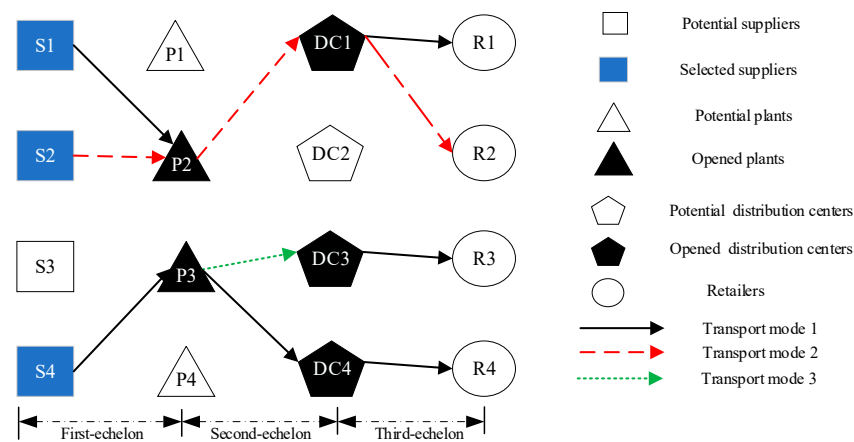 S1 P1 DC1 R1
S2 P2 DC2 R2
S3 P3 DC3 R3
S4 P4 DC4 R4
First-echelon Second-echelon Third-echelon
Potential suppliers
Selected suppliers
Potential plants
Opened plants
Potential distribution centers
Opened distribution centers
Retailers
Transport mode 1
Transport mode 2
Transport mode 3